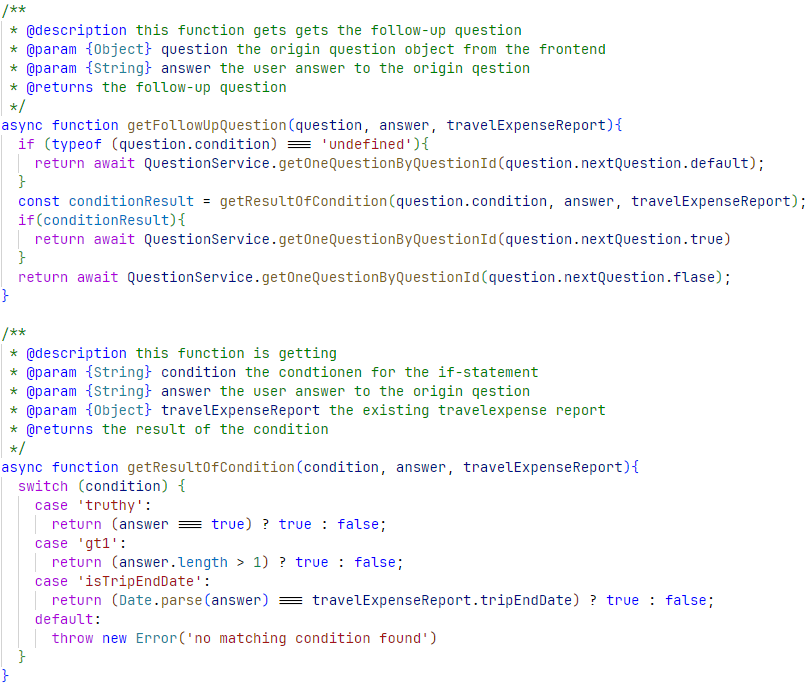 /**
 * @description this function gets gets the follow-up question
 * @param {Object} question the origin question object from the frontend
 * @param {String} answer the user answer to the origin qestion
 * @returns the follow-up question
 */
async function getFollowUpQuestion(question, answer, travelExpenseReport){
  if (typeof (question.condition) === 'undefined'){
    return await QuestionService.getOneQuestionByQuestionId(question.nextQuestion.default);
  }
  const conditionResult = getResultOfCondition(question.condition, answer, travelExpenseReport);
  if(conditionResult){
    return await QuestionService.getOneQuestionByQuestionId(question.nextQuestion.true)
  }
  return await QuestionService.getOneQuestionByQuestionId(question.nextQuestion.flase);
}

/**
 * @description this function is getting
 * @param {String} condition the condtionen for the if-statement
 * @param {String} answer the user answer to the origin qestion
 * @param {Object} travelExpenseReport the existing travelexpense report
 * @returns the result of the condition
 */
async function getResultOfCondition(condition, answer, travelExpenseReport){
  switch (condition) {
    case 'truthy':
      return (answer === true) ? true : false;
    case 'gt1':
      return (answer.length > 1) ? true : false;
    case 'isTripEndDate':
      return (Date.parse(answer) === travelExpenseReport.tripEndDate) ? true : false;
    default:
      throw new Error('no matching condition found')
  }
}